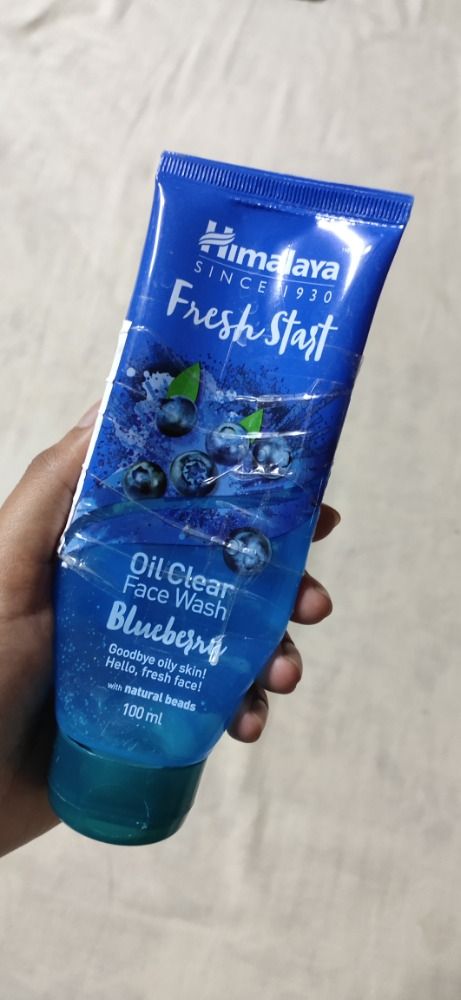 Himalaya
SINCE 1930
Fresh Start
Oil Clear
Face Wash
Blueberry
Goodbye oily skin!
Hello, fresh face!
with natural beads
100 ml